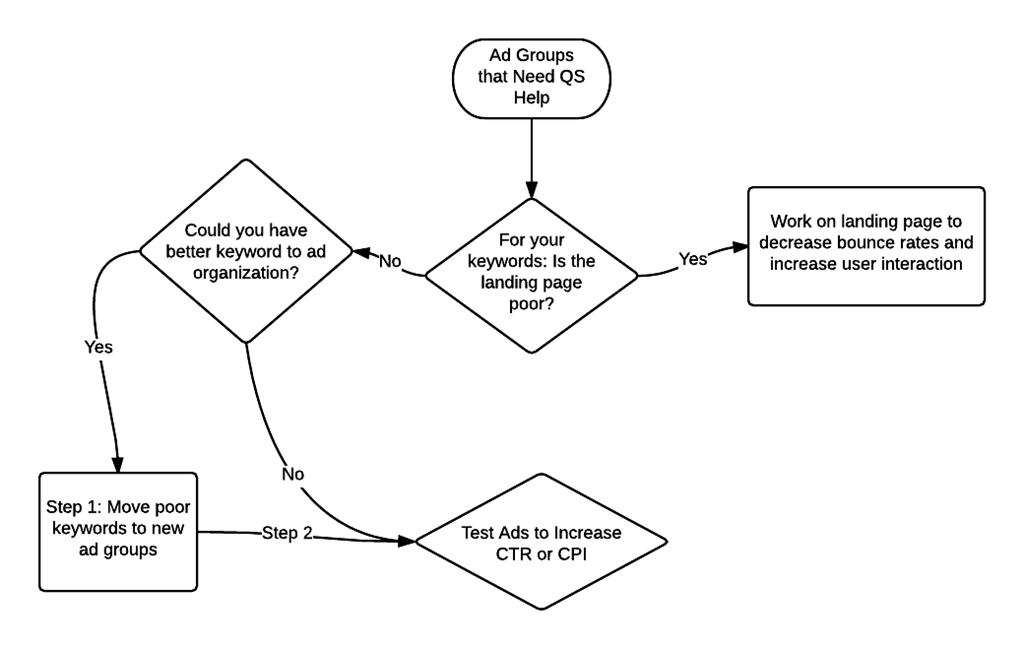 Ad Groups
that Need QS
Help
Could you have
better keyword to ad
organization?
For your
keywords: Is the
landing page
poor?
Work on landing page to
decrease bounce rates and
increase user interaction
No
Yes
Yes
No
Step 1: Move poor
keywords to new
ad groups
Step 2
Test Ads to Increase
CTR or CPI